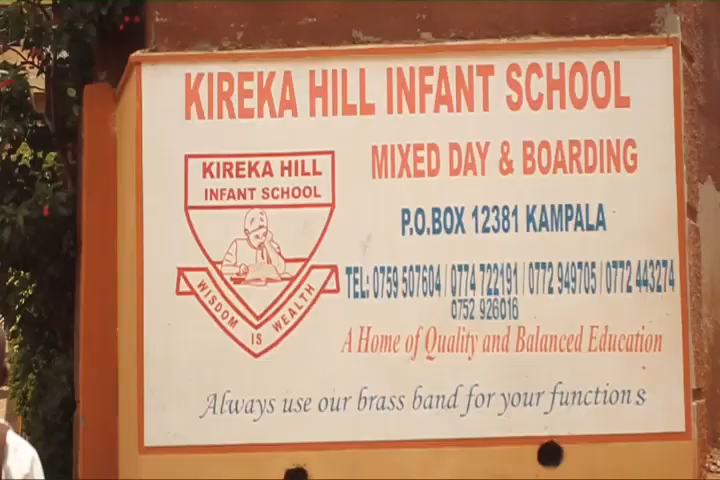 KIREKA HILL INFANT SCHOOL
MIXED DAY & BOARDING
KIREKA HILL
INFANT SCHOOL
WISDOM IS WEALTH
P.O.BOX 12381 KAMPALA
TEL: 0759 507604 / 0774 722191 / 0772 949705 / 0772 443274
0752 926016
A Home of Quality and Balanced Education
Always use our brass band for your functions